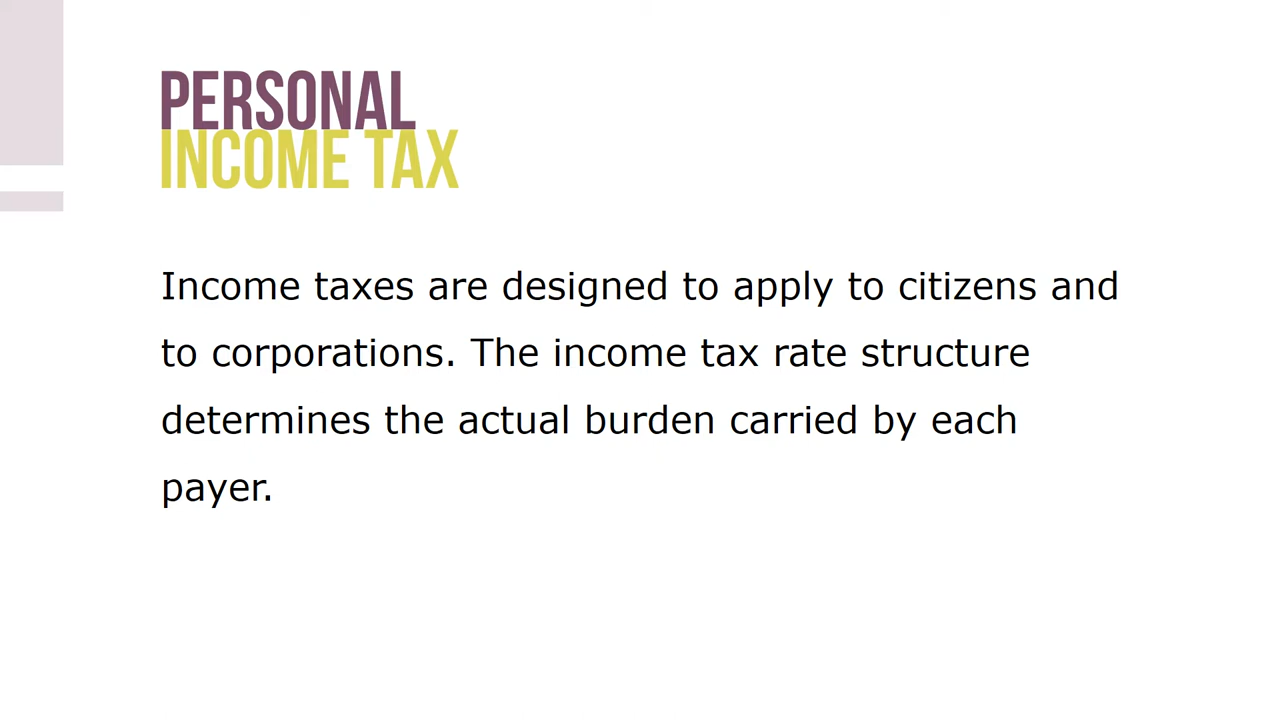 PERSONAL
INCOME TAX
Income taxes are designed to apply to citizens and
to corporations. The income tax rate structure
determines the actual burden carried by each
payer.